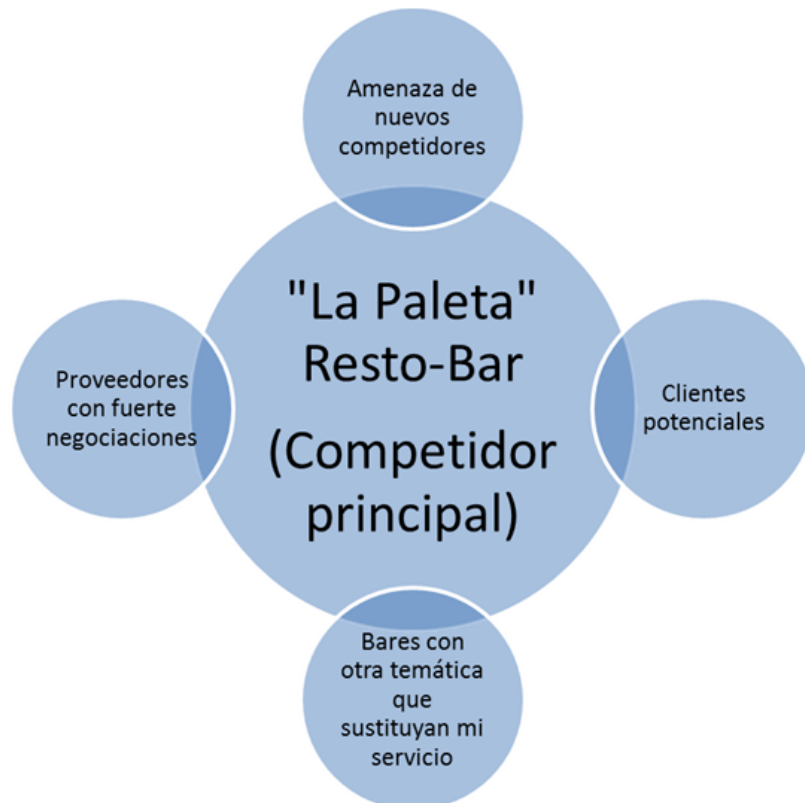 Amenaza de
nuevos
competidores
"La Paleta"
Resto-Bar
(Competidor
principal)
Proveedores
con fuerte
negociaciones
Clientes
potenciales
Bares con
otra temática
que
sustituyan mi
servicio